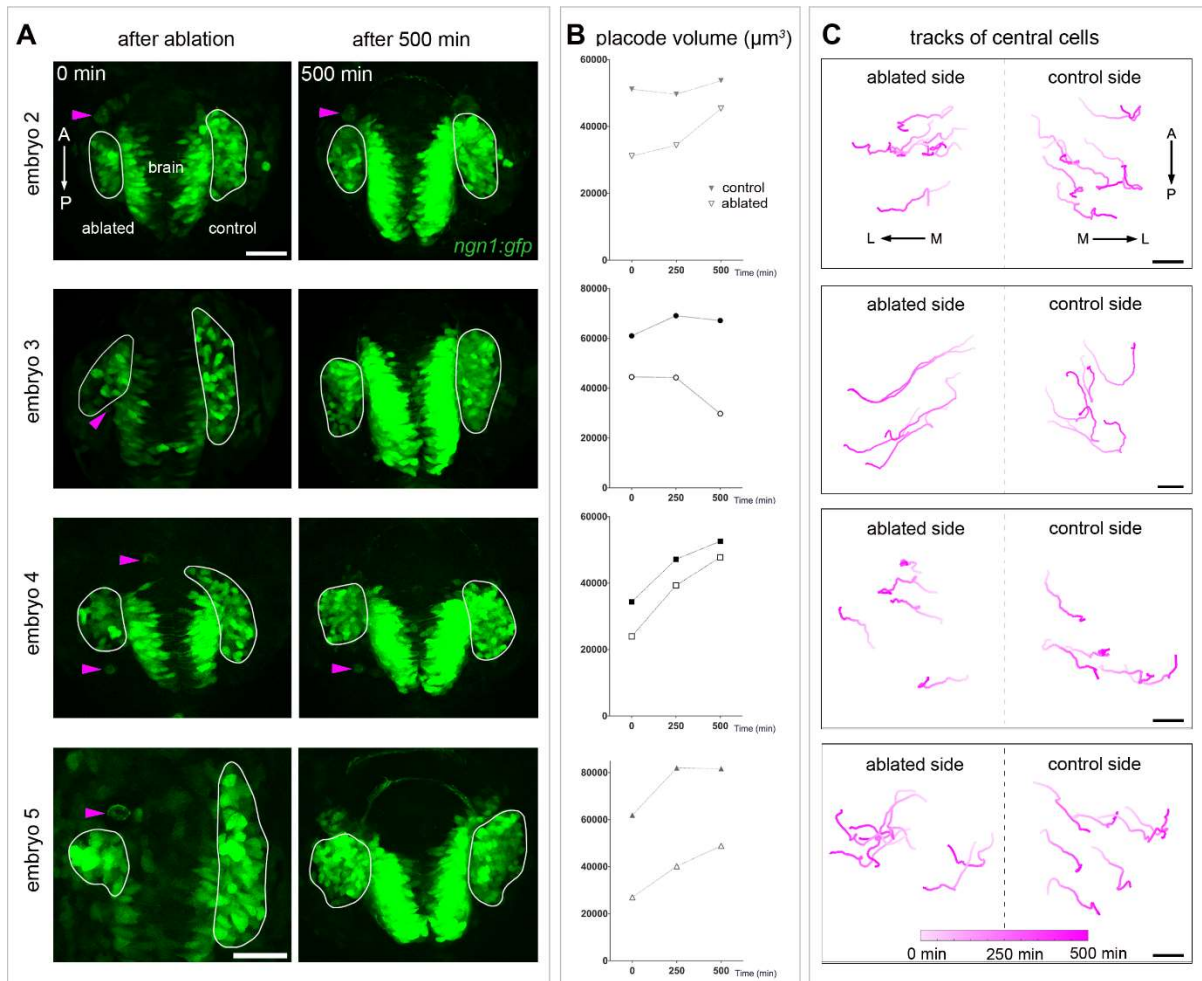 A
after ablation
after 500 min
embryo 2
0 min
A
P
brain
ablated
control
500 min
ngn1:gfp
embryo 3
embryo 4
embryo 5
B
placode volume (µm³)
60000
40000
20000
0
control
ablated
0 250 500 Time (min)
80000
60000
40000
20000
0
0 250 500
Time (min)
60000
40000
20000
0
0 250 500 Time (min)
80000
60000
40000
20000
0
0 250 500
Time (min)
C
tracks of central cells
ablated side
control side
A
P
L M
M L
ablated side
control side
ablated side
control side
ablated side
control side
0 min 250 min 500 min